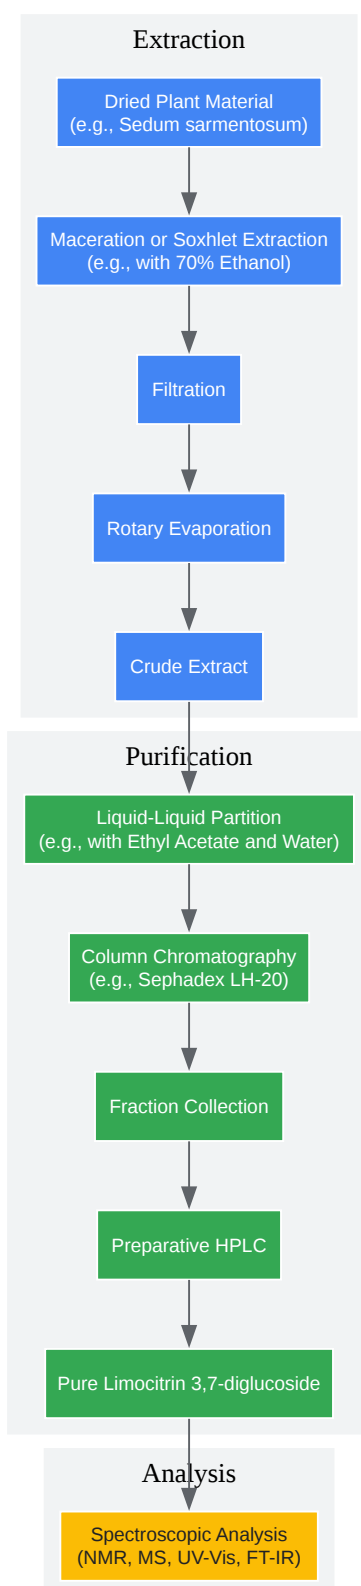 Extraction
Dried Plant Material
(e.g., Sedum sarmentosum)
Maceration or Soxhlet Extraction
(e.g., with 70% Ethanol)
Filtration
Rotary Evaporation
Crude Extract
Purification
Liquid-Liquid Partition
(e.g., with Ethyl Acetate and Water)
Column Chromatography
(e.g., Sephadex LH-20)
Fraction Collection
Preparative HPLC
Pure Limocitrin 3,7-diglucoside
Analysis
Spectroscopic Analysis
(NMR, MS, UV-Vis, FT-IR)